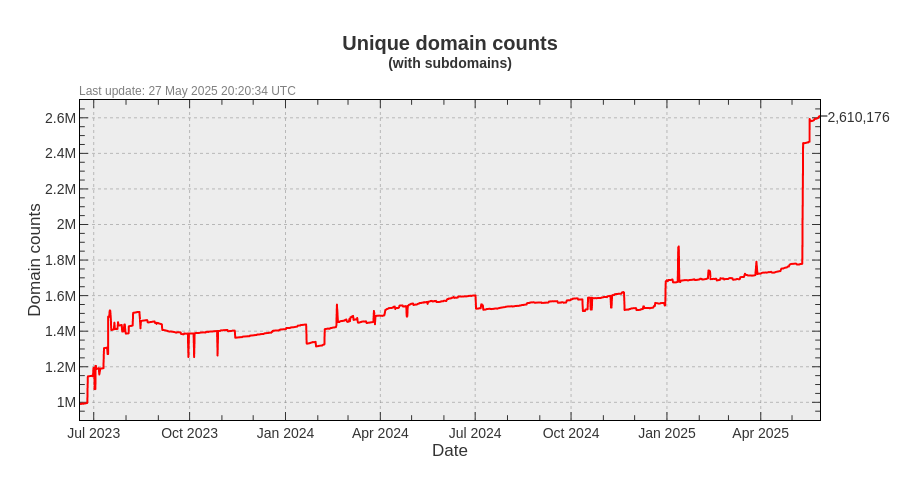 Unique domain counts
(with subdomains)
Last update: 27 May 2025 20:20:34 UTC
2.6M
2,610,176
2.4M
2.2M
2M
1.8M
1.6M
1.4M
1.2M
1M
Domain counts
Jul 2023 Oct 2023 Jan 2024 Apr 2024 Jul 2024 Oct 2024 Jan 2025 Apr 2025
Date